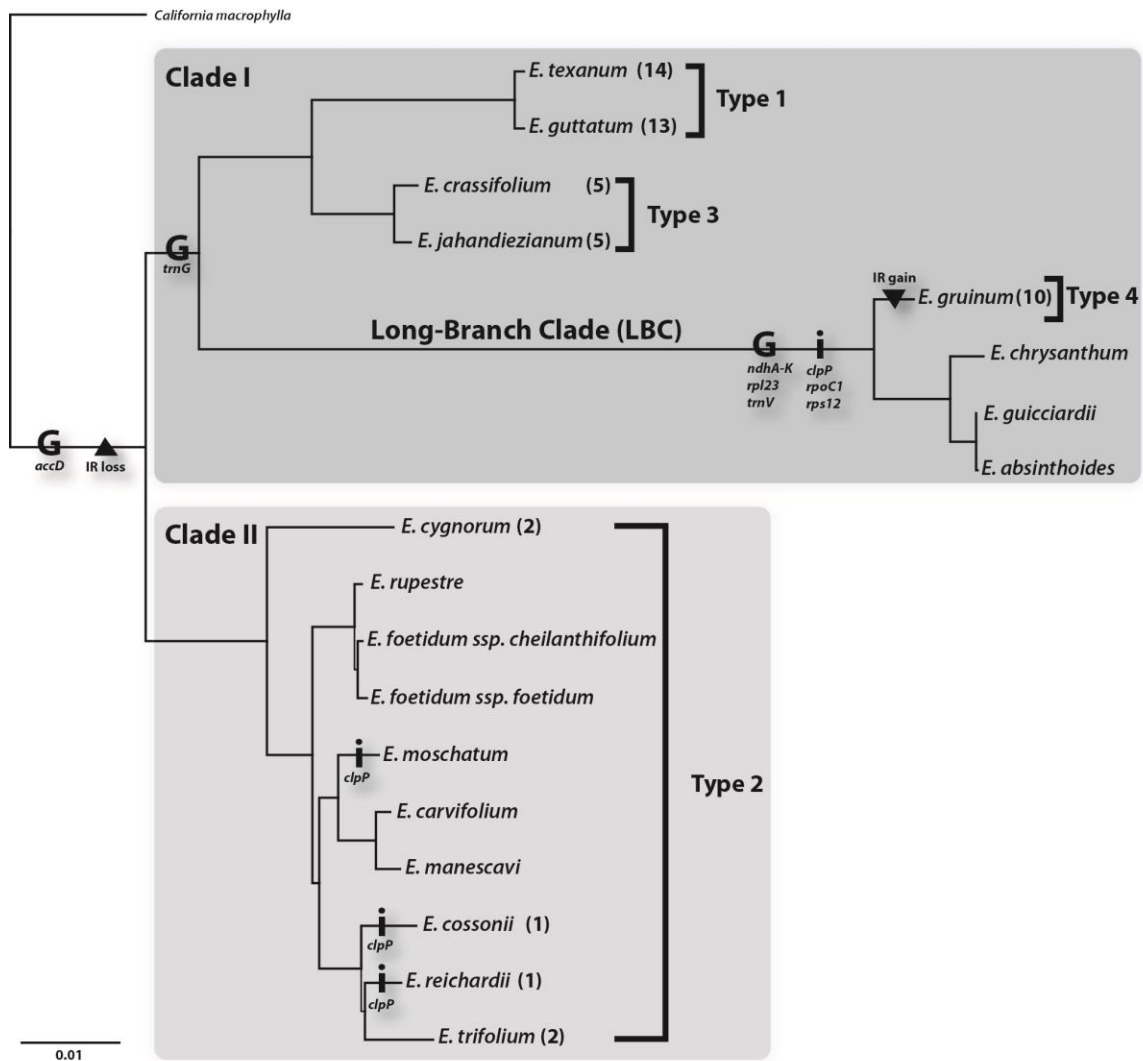 California macrophylla
Clade I
E. texanum (14)
Type 1
E. guttatum (13)
E. crassifolium (5)
Type 3
E. jahandiezianum (5)
G
trnG
IR gain
E. gruinum (10)
Type 4
Long-Branch Clade (LBC)
G
ndhA-K
rpl23
trnV
i
clpP
rpoC1
rps12
E. chrysanthum
E. guicciardii
E. absinthoides
G
accD
IR loss
Clade II
E. cygnorum (2)
E. rupestre
E. foetidum ssp. cheilanthifolium
E. foetidum ssp. foetidum
i
clpP
E. moschatum
Type 2
E. carvifolium
E. manescavi
i
clpP
E. cossonii (1)
i
clpP
E. reichardii (1)
E. trifolium (2)
0.01